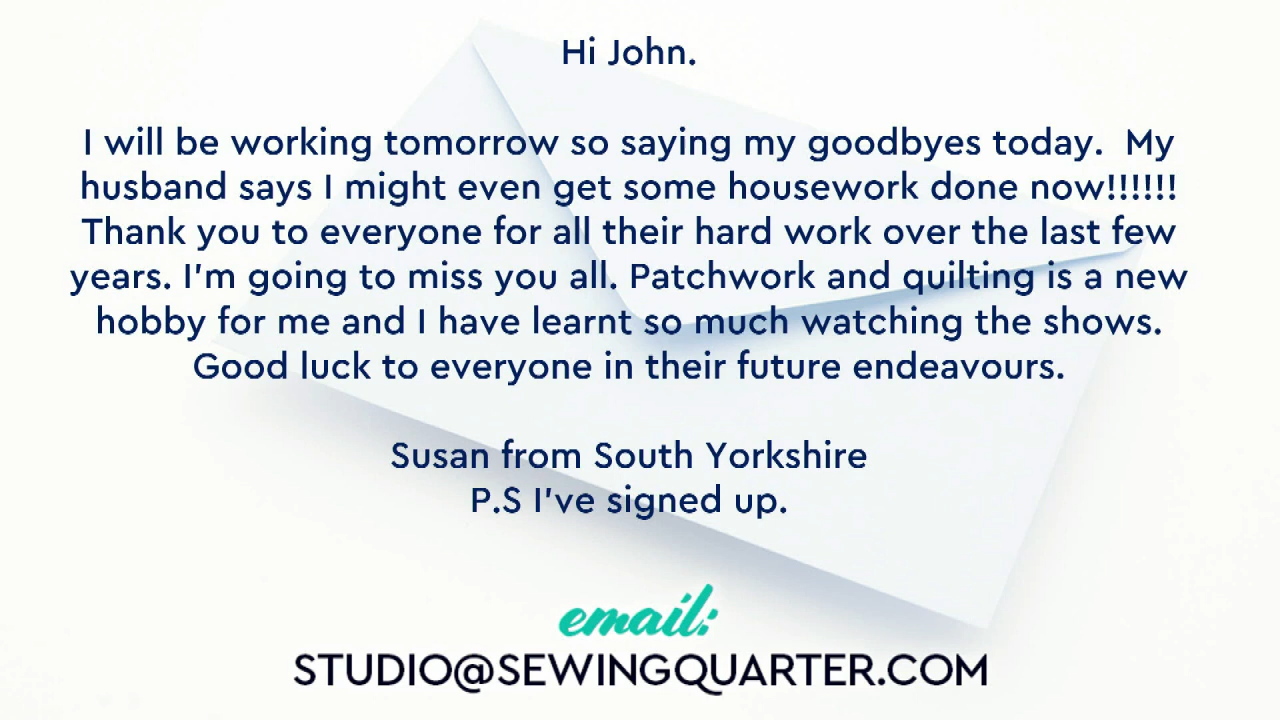 Hi John.
I will be working tomorrow so saying my goodbyes today.  My
husband says I might even get some housework done now!!!!!!
Thank you to everyone for all their hard work over the last few
years. I'm going to miss you all. Patchwork and quilting is a new
hobby for me and I have learnt so much watching the shows.
Good luck to everyone in their future endeavours.
Susan from South Yorkshire
P.S I've signed up.
email:
STUDIO@SEWINGQUARTER.COM